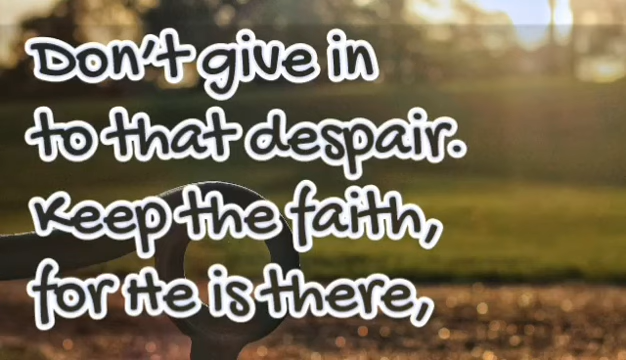 Don't give in
to that despair.
Keep the faith,
for He is there,